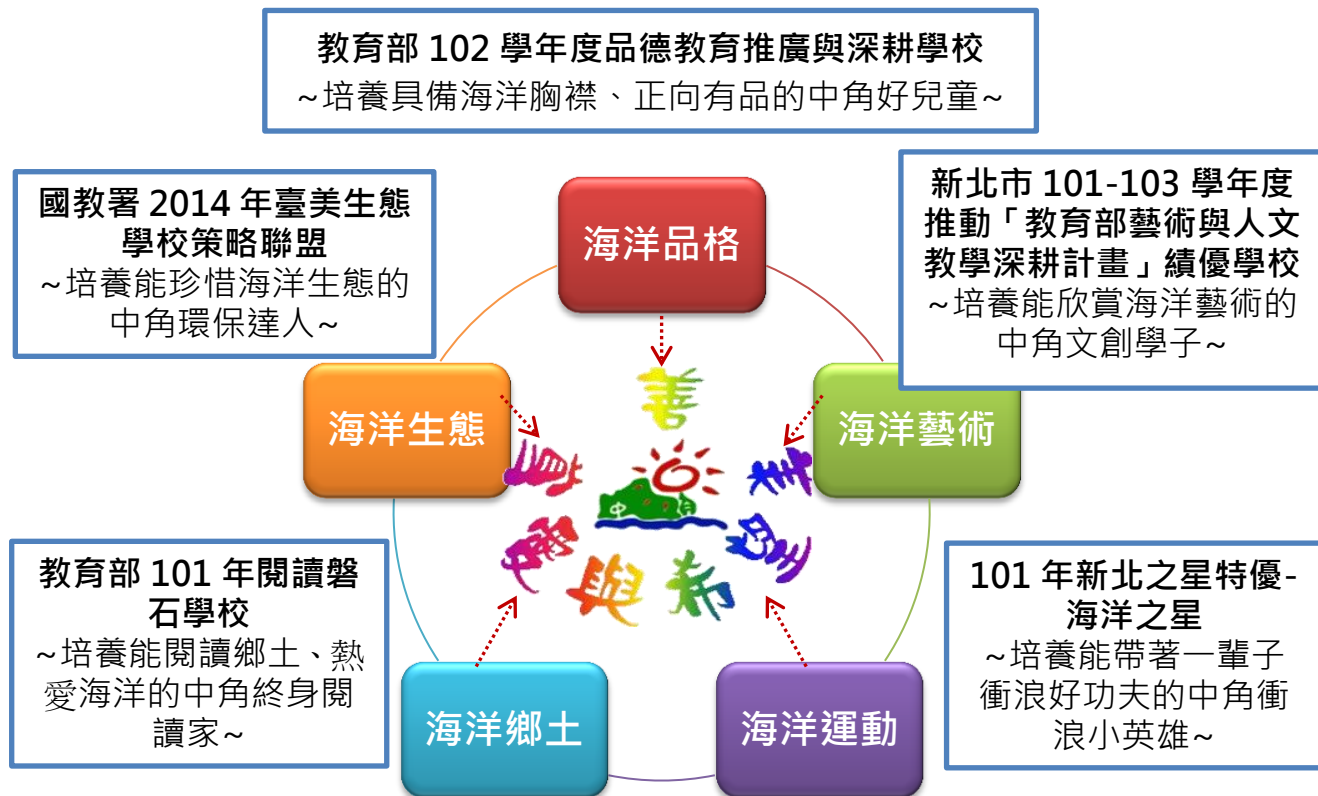 教育部 102 學年度品德教育推廣與深耕學校
~培養具備海洋胸襟、正向有品的中角好兒童~
國教署 2014 年臺美生態
學校策略聯盟
~培養能珍惜海洋生態的
中角環保達人~
新北市 101-103 學年度
推動「教育部藝術與人文
教學深耕計畫」績優學校
~培養能欣賞海洋藝術的
中角文創學子~
海洋品格
海洋生態
海洋藝術
善
真
美
中
角
愛
與
希
望
教育部 101 年閱讀磐
石學校
~培養能閱讀鄉土、熱
愛海洋的中角終身閱
讀家~
101 年新北之星特優-
海洋之星
~培養能帶著一輩子
衝浪好功夫的中角衝
浪小英雄~
海洋鄉土
海洋運動